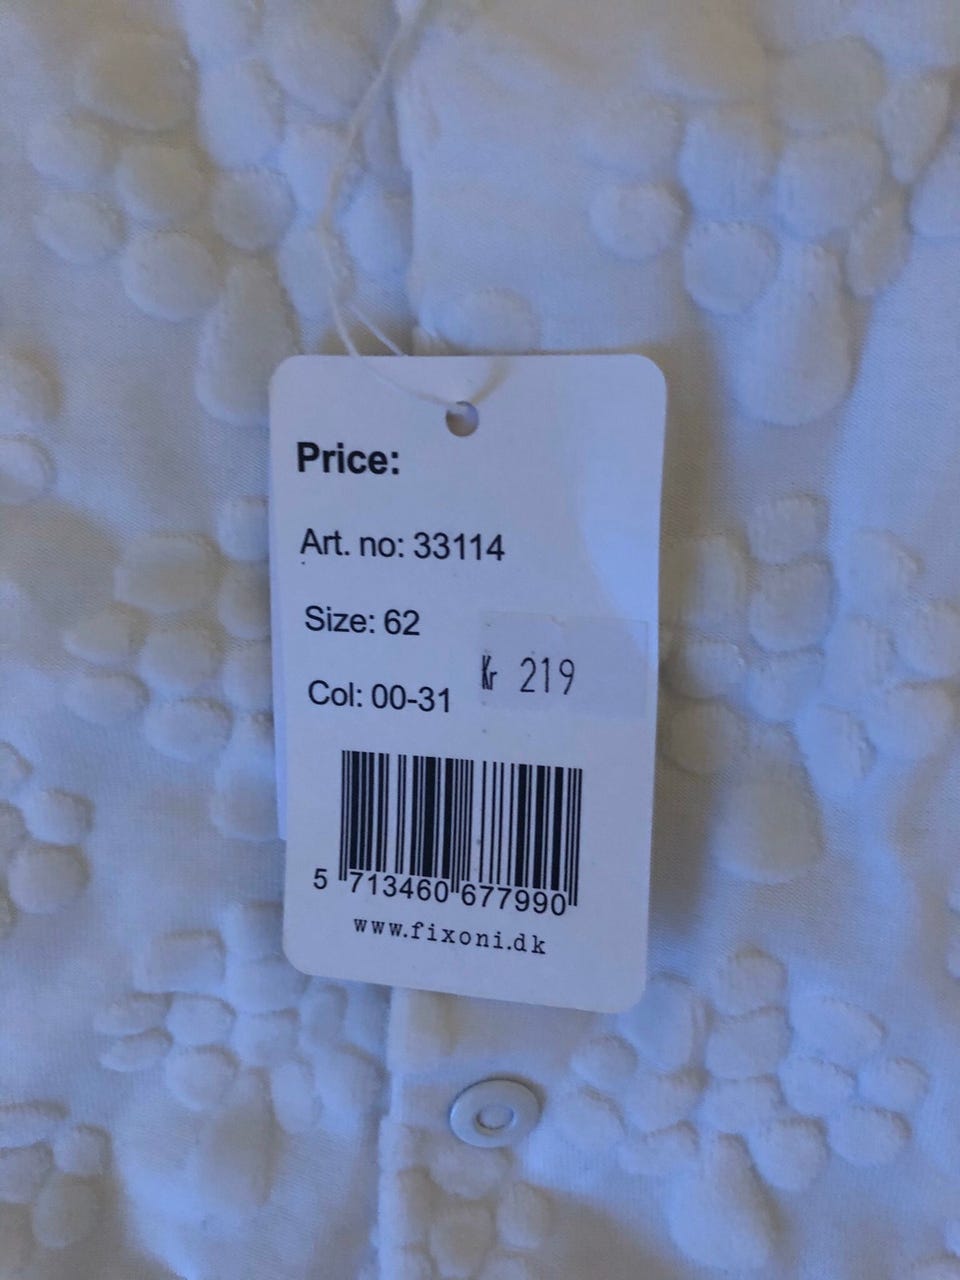 Price:
Art. no: 33114
Size: 62
Kr 219
Col: 00-31
5 713460 677990
www.fixoni.dk